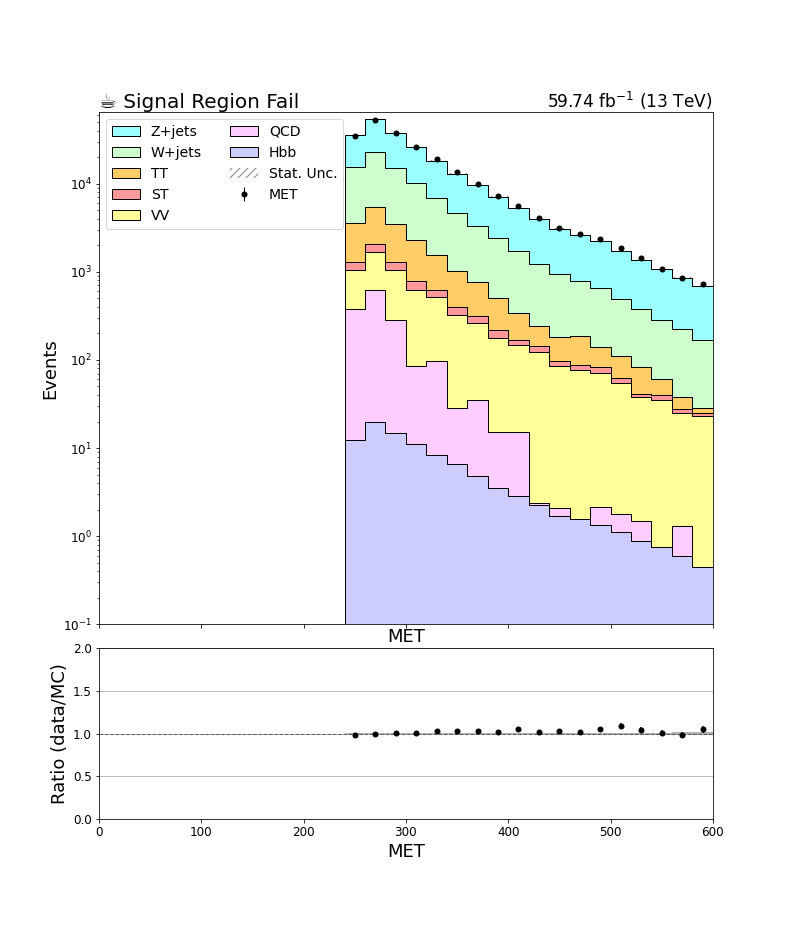 ☕ Signal Region Fail
59.74 fb⁻¹ (13 TeV)
Z+jets
W+jets
TT
ST
VV
QCD
Hbb
Stat. Unc.
MET
Events
10⁴
10³
10²
10¹
10⁰
10⁻¹
MET
Ratio (data/MC)
2.0
1.5
1.0
0.5
0.0
0 100 200 300 400 500 600
MET